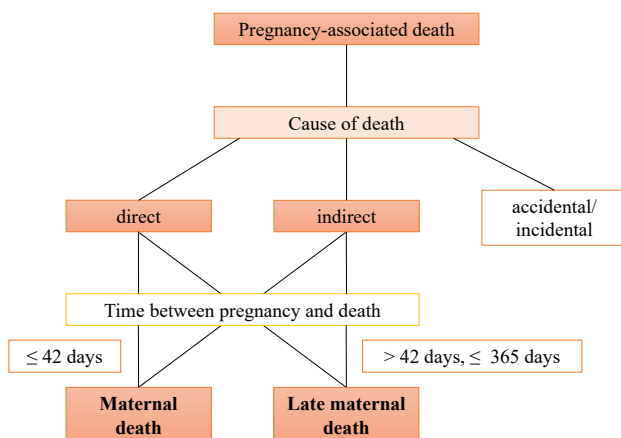 Pregnancy-associated death
Cause of death
direct
indirect
accidental/
incidental
Time between pregnancy and death
≤ 42 days
> 42 days, ≤ 365 days
Maternal
death
Late maternal
death